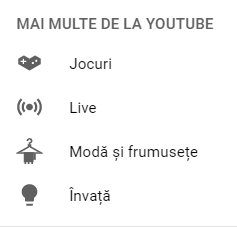 MAI MULTE DE LA YOUTUBE
Jocuri
Live
Modă și frumusețe
Învață